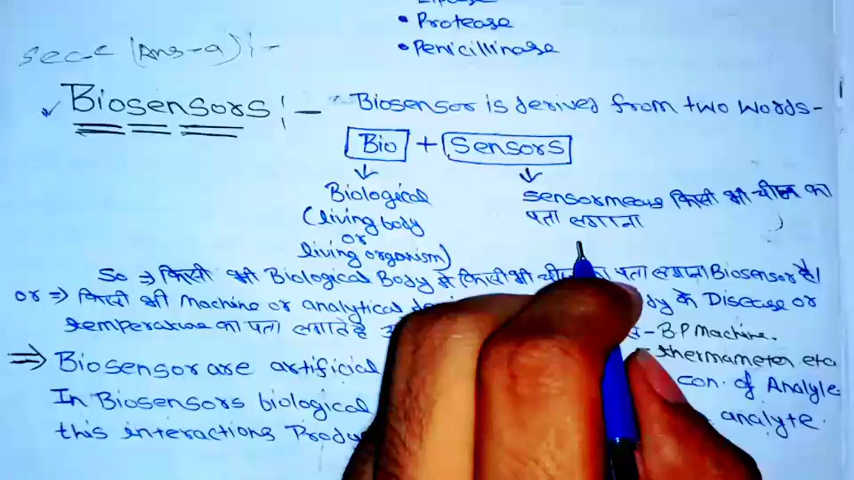 • Protease
• Penicillinase
sec c (Ans-a) :-
✓ Biosensors :- Biosensor is derived from two words-
Bio + Sensors
Biological
(living body
or
living organism)
sensor means किसी भी चीज का
पता लगाना
So ⇒ किसी भी Biological Body में किसी भी चीज का पता लगाना Biosensor है।
or ⇒ किसी भी Machine or analytical के Disease or
temperature का पता लगाते है - BP Machine.
thermameter etc
⇒ Biosensor are artificial con. of Analyte
In Biosensors biological analyte.
this interactions